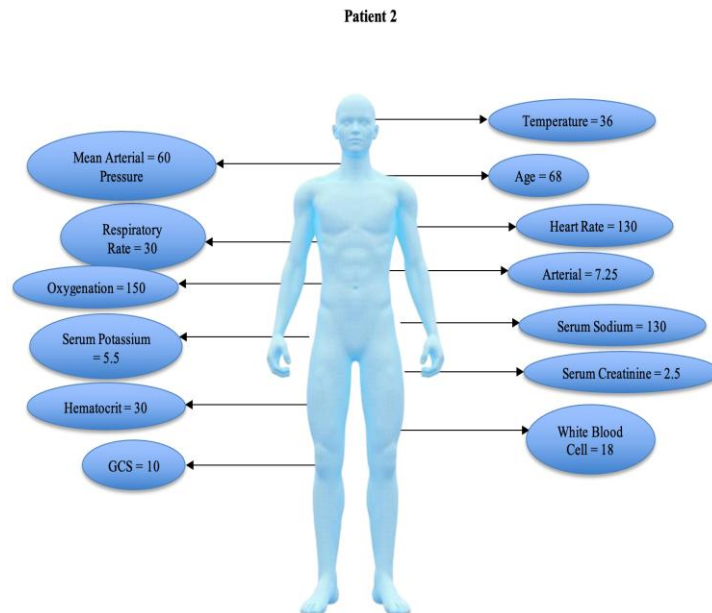 Patient 2
Temperature = 36
Mean Arterial = 60
Pressure
Age = 68
Respiratory
Rate = 30
Heart Rate = 130
Oxygenation = 150
Arterial = 7.25
Serum Potassium
= 5.5
Serum Sodium = 130
Serum Creatinine = 2.5
Hematocrit = 30
White Blood
Cell = 18
GCS = 10